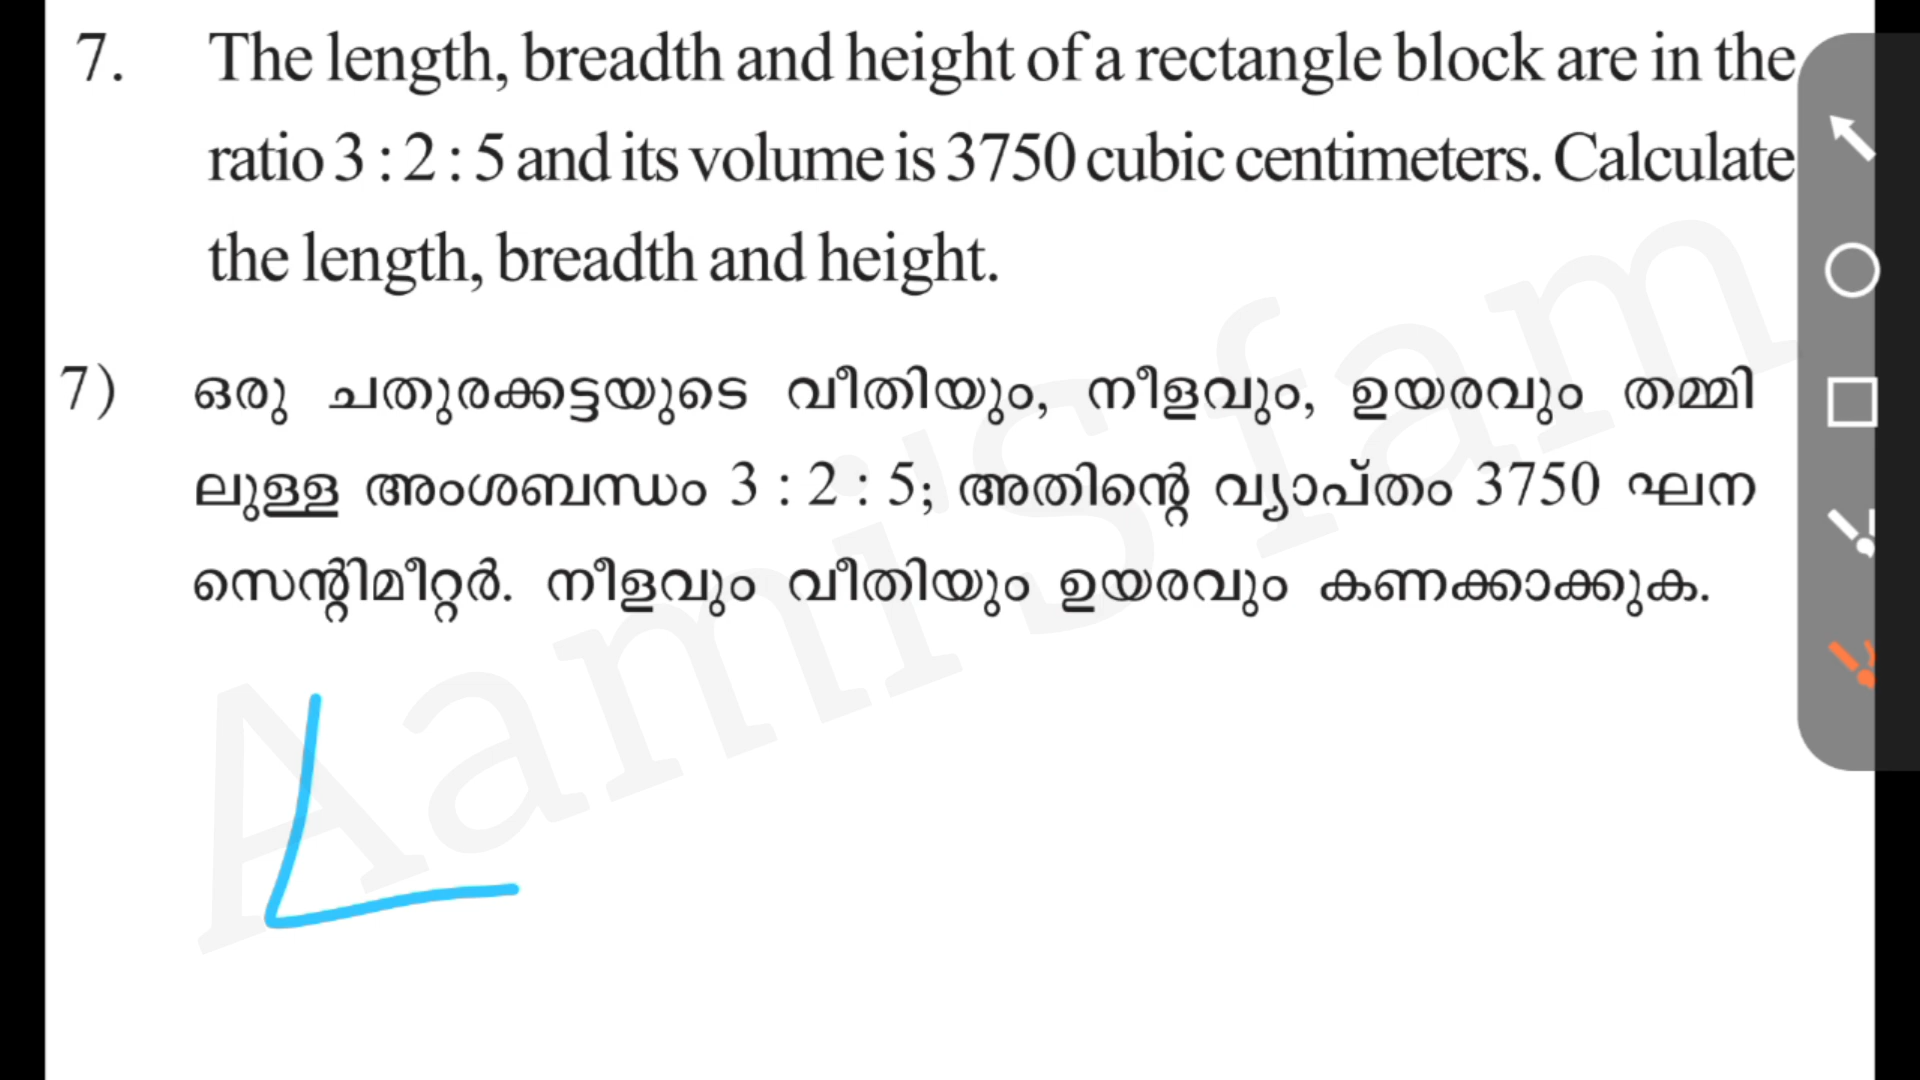 7. The length, breadth and height of a rectangle block are in the
ratio 3 : 2 : 5 and its volume is 3750 cubic centimeters. Calculate
the length, breadth and height.
7) ഒരു ചതുരക്കട്ടയുടെ വീതിയും, നീളവും, ഉയരവും തമ്മി
ലുള്ള അംശബന്ധം 3 : 2 : 5; അതിന്റെ വ്യാപ്തം 3750 ഘന
സെന്റിമീറ്റർ. നീളവും വീതിയും ഉയരവും കണക്കാക്കുക.
Aami'S fam
L